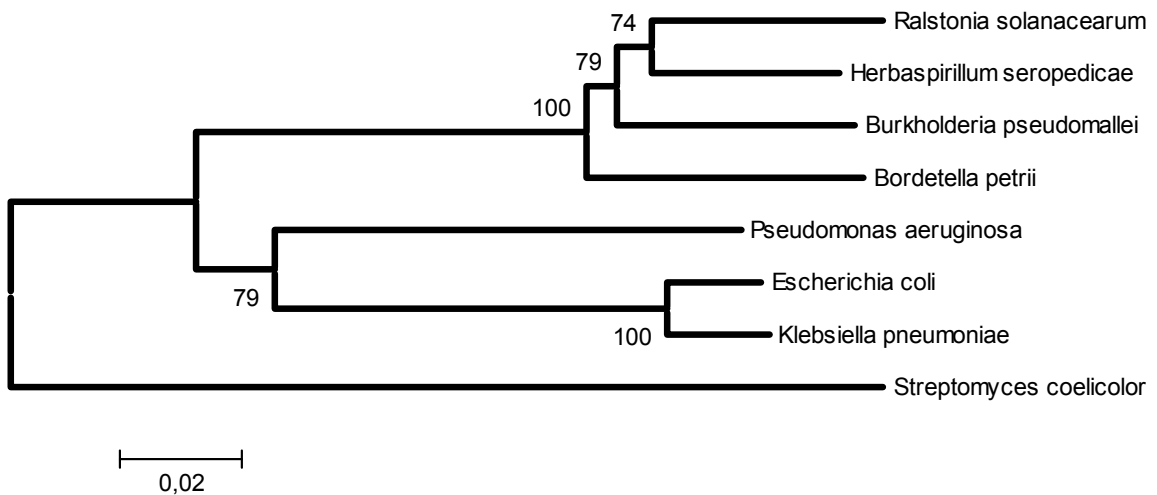 74
Ralstonia solanacearum
79
Herbaspirillum seropedicae
100
Burkholderia pseudomallei
Bordetella petrii
Pseudomonas aeruginosa
79
Escherichia coli
100
Klebsiella pneumoniae
Streptomyces coelicolor
0,02